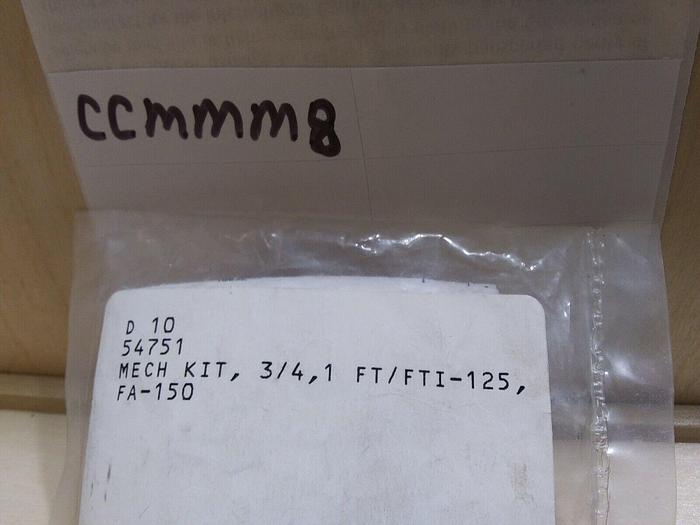 CCMMM8
D 10
54751
MECH KIT, 3/4,1 FT/FTI-125,
FA-150